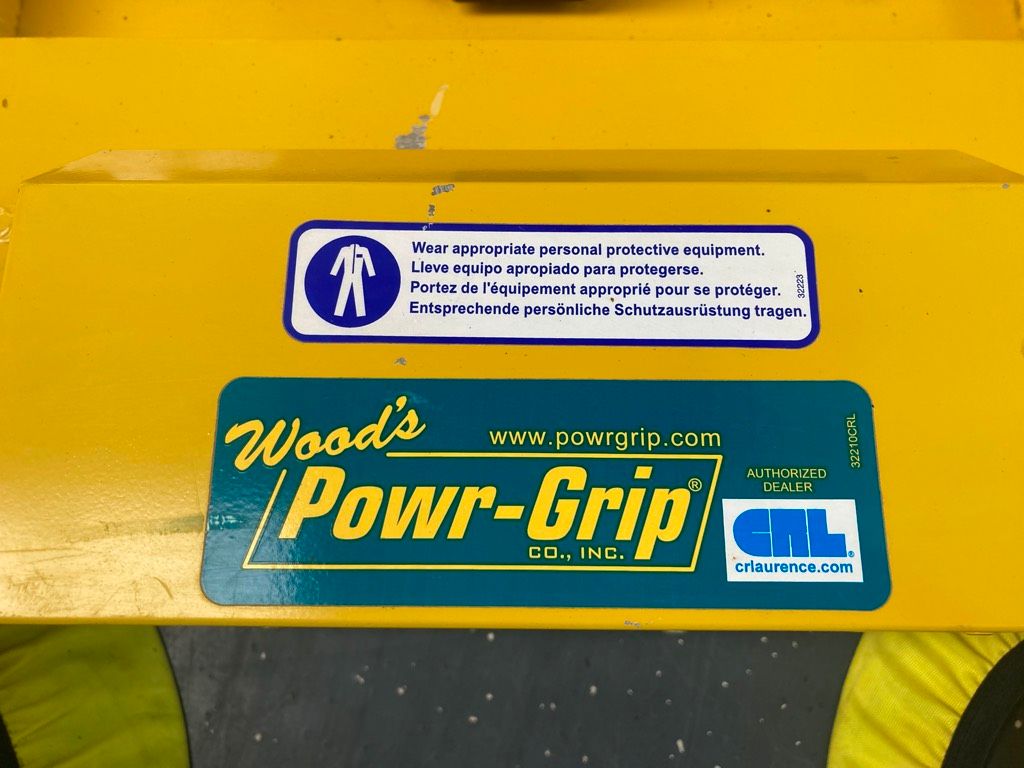 Wear appropriate personal protective equipment.
Lleve equipo apropiado para protegerse.
Portez de l'équipement approprié pour se protéger.
Entsprechende persönliche Schutzausrüstung tragen.
32223
Wood's
www.powrgrip.com
Powr-Grip®
CO., INC.
32210CRL
AUTHORIZED
DEALER
CRL®
crlaurence.com